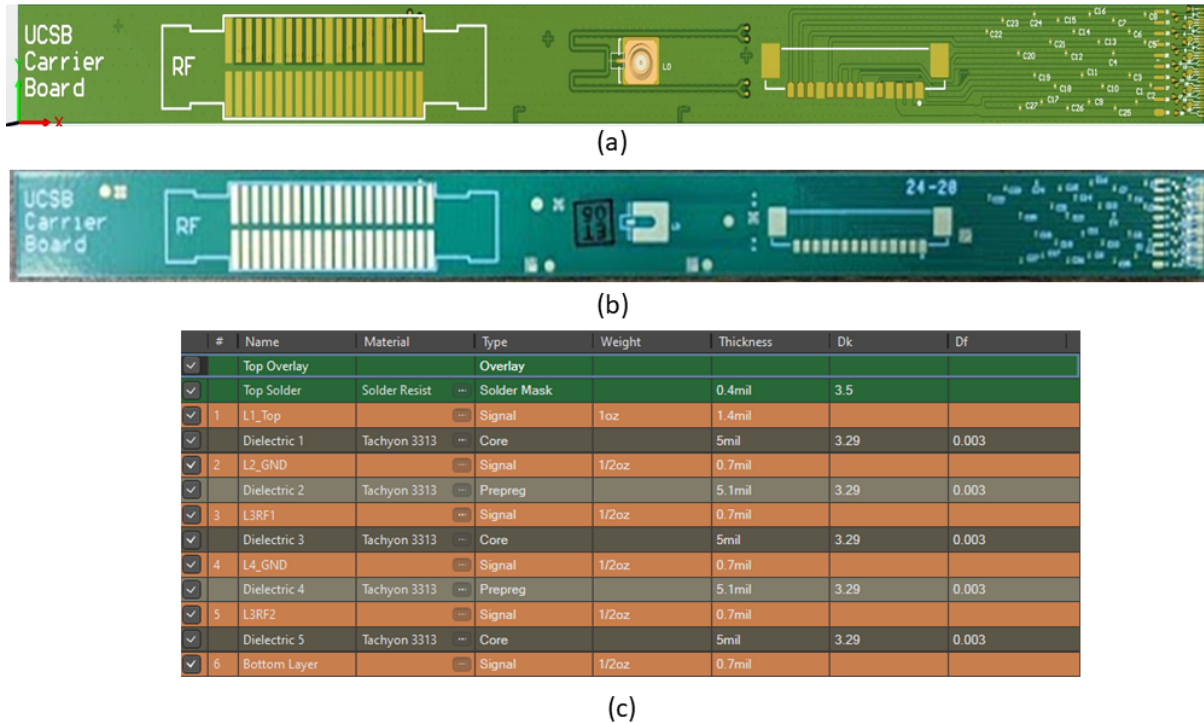 UCSB
Carrier
Board
RF
LO
C16
C23 C24 C15 C7 C8
C22 C14 C6
C21 C13 C5
C20 C12 C4
C11 C3
C19
C18 C10 C1 C2
C17 C9
C27 C26 C25
X
(a)
UCSB
Carrier
Board
RF
24-20
(b)
# Name Material Type Weight Thickness Dk Df
Top Overlay Overlay
Top Solder Solder Resist Solder Mask 0.4mil 3.5
1 L1_Top Signal 1oz 1.4mil
Dielectric 1 Tachyon 3313 Core 5mil 3.29 0.003
2 L2_GND Signal 1/2oz 0.7mil
Dielectric 2 Tachyon 3313 Prepreg 5.1mil 3.29 0.003
3 L3RF1 Signal 1/2oz 0.7mil
Dielectric 3 Tachyon 3313 Core 5mil 3.29 0.003
4 L4_GND Signal 1/2oz 0.7mil
Dielectric 4 Tachyon 3313 Prepreg 5.1mil 3.29 0.003
5 L3RF2 Signal 1/2oz 0.7mil
Dielectric 5 Tachyon 3313 Core 5mil 3.29 0.003
6 Bottom Layer Signal 1/2oz 0.7mil
(c)